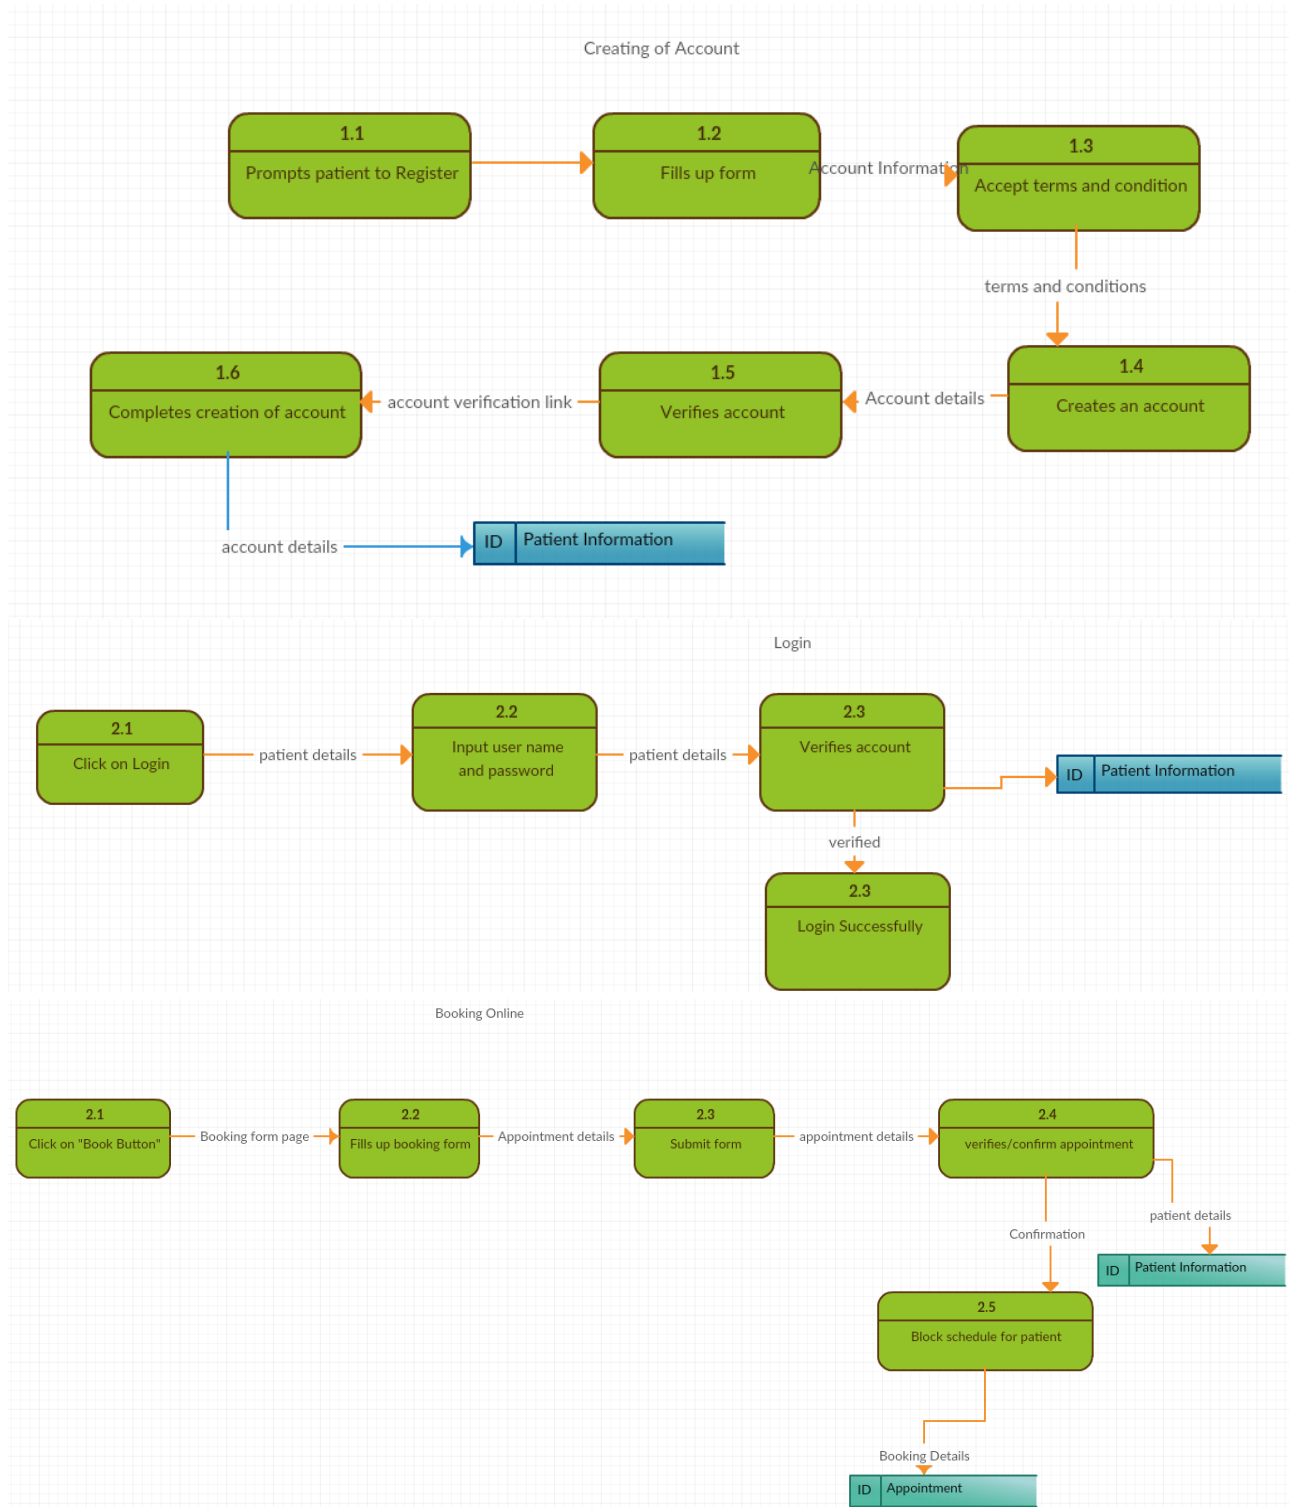 Creating of Account
1.1
Prompts patient to Register
1.2
Fills up form
Account Information
1.3
Accept terms and condition
terms and conditions
1.4
Creates an account
Account details
1.5
Verifies account
account verification link
1.6
Completes creation of account
account details
ID
Patient Information
Login
2.1
Click on Login
patient details
2.2
Input user name
and password
patient details
2.3
Verifies account
ID
Patient Information
verified
2.3
Login Successfully
Booking Online
2.1
Click on "Book Button"
Booking form page
2.2
Fills up booking form
Appointment details
2.3
Submit form
appointment details
2.4
verifies/confirm appointment
patient details
ID
Patient Information
Confirmation
2.5
Block schedule for patient
Booking Details
ID
Appointment